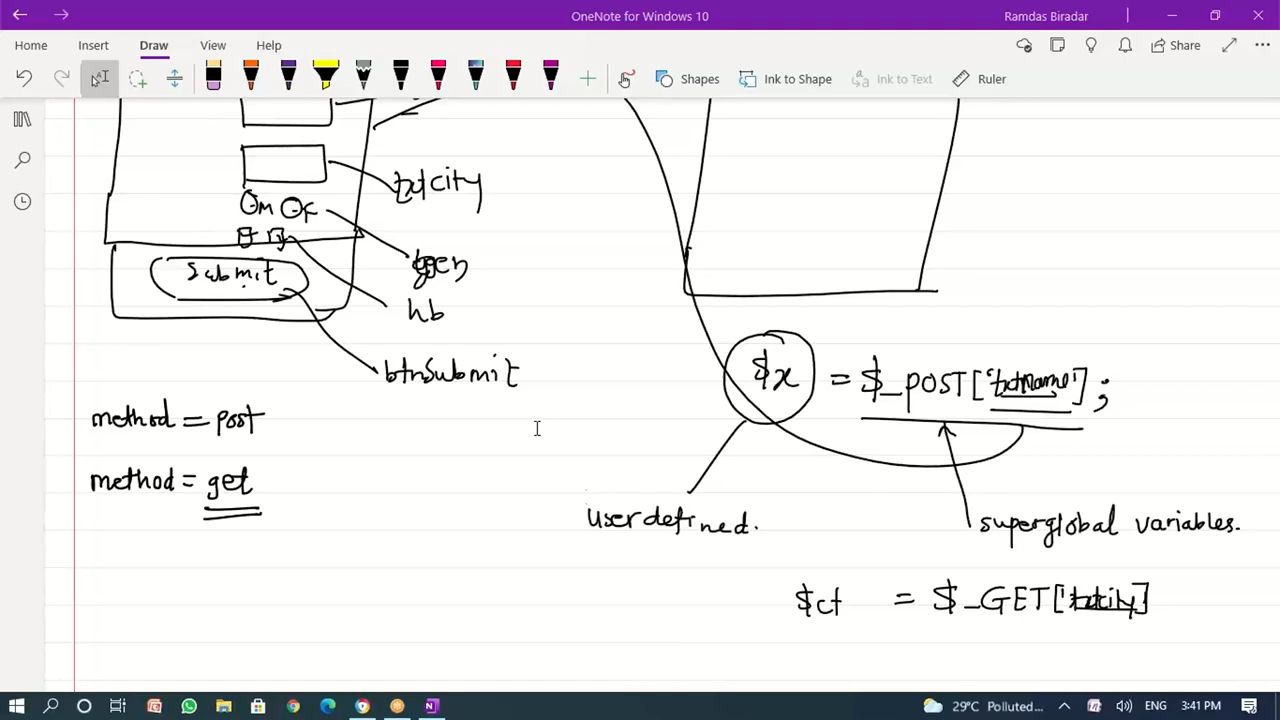 OneNote for Windows 10
Ramdas Biradar
Home Insert Draw View Help
Share
Shapes Ink to Shape Ink to Text Ruler
txtCity
M F
gen
hb
Submit
btnSubmit
method = post
method = get
$x = $_POST['txtName'];
userdefined.
superglobal variables.
$ct = $_GET[txtcity]
29°C Polluted... ENG 3:41 PM